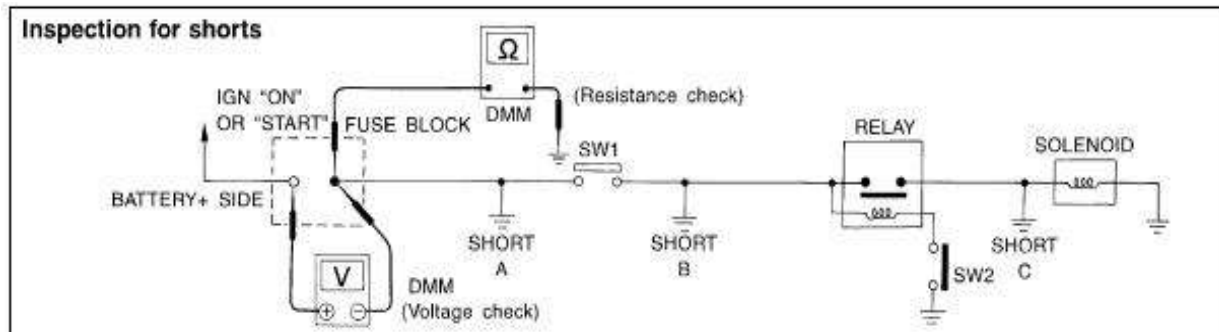 Inspection for shorts
Ω
DMM
(Resistance check)
IGN "ON"
OR "START"
FUSE BLOCK
BATTERY+ SIDE
SW1
RELAY
SOLENOID
SHORT
A
SHORT
B
SHORT
C
SW2
V
DMM
(Voltage check)